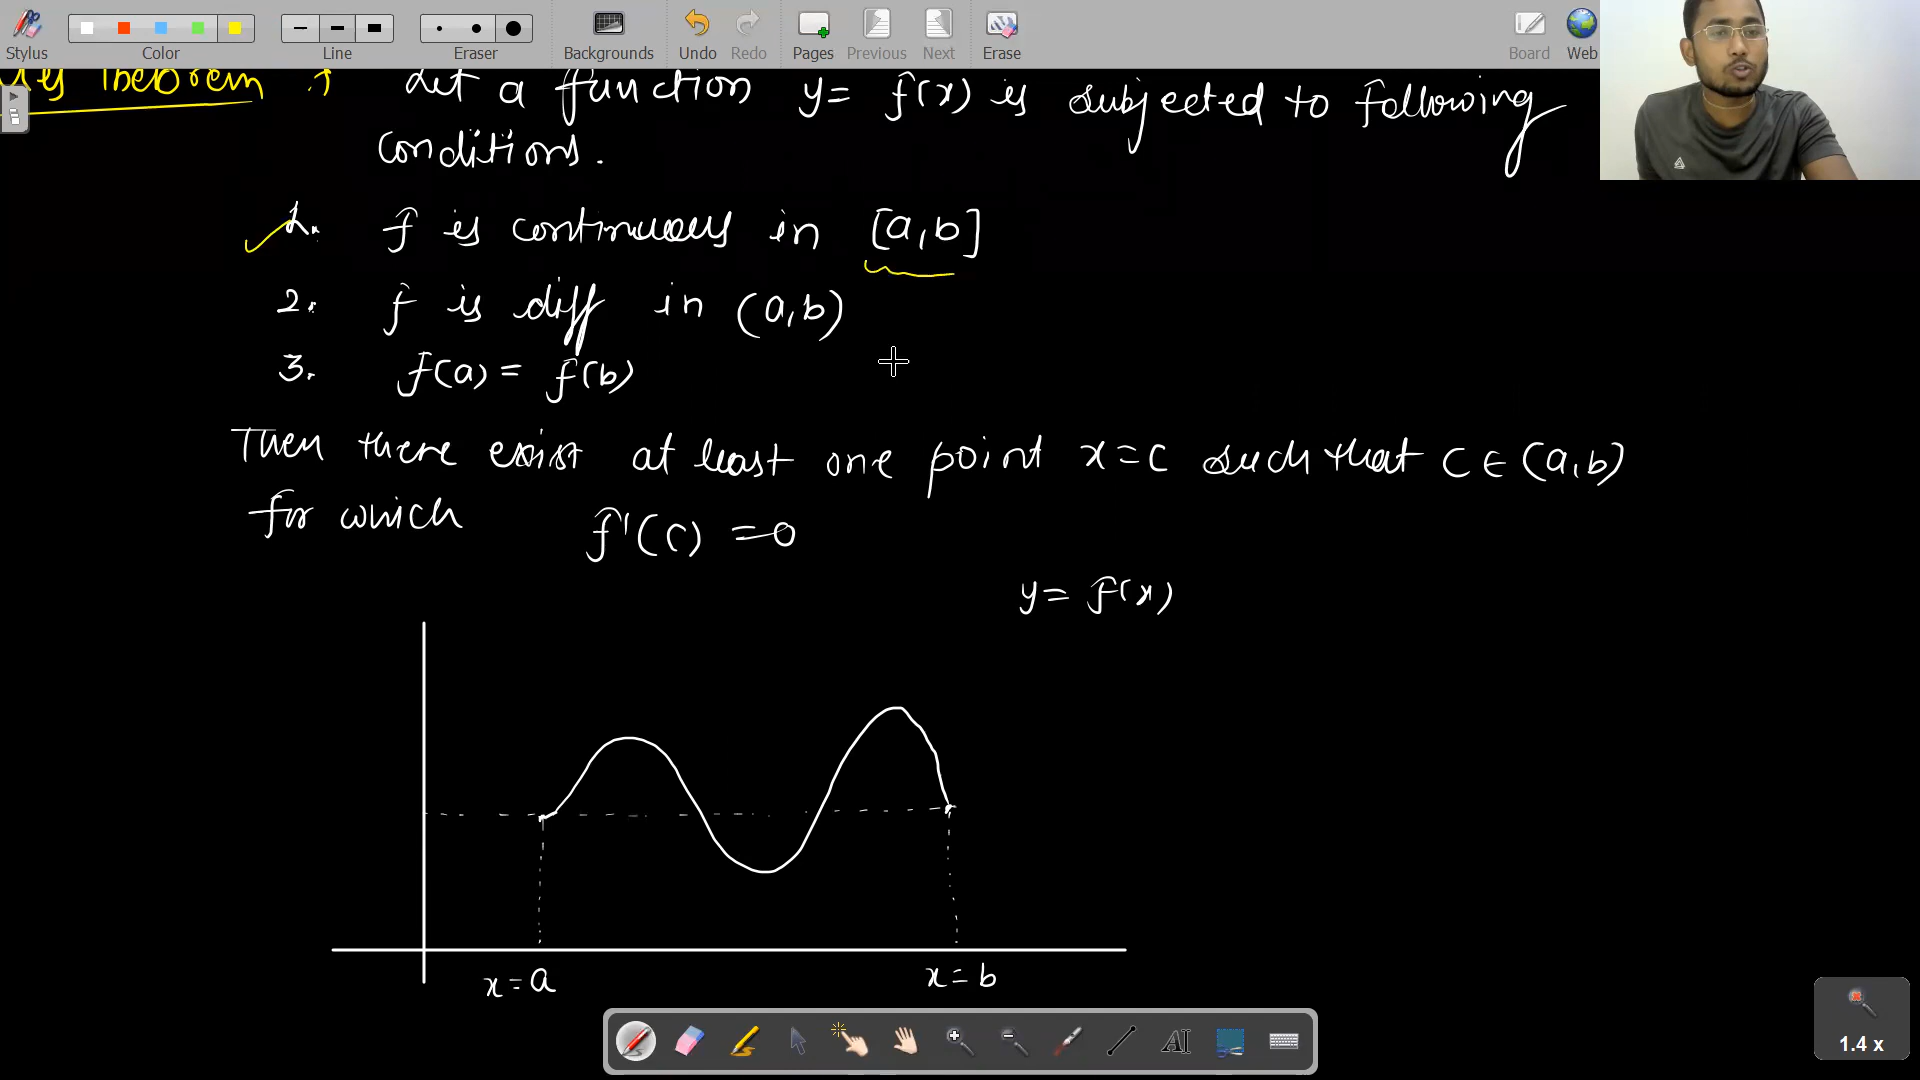 Stylus Color Line Eraser Backgrounds Undo Redo Pages Previous Next Erase Board Web
Theorem :→ Let a function y = f(x) is subjected to following
conditions.
1. f is continuous in [a,b]
2. f is diff in (a,b)
3. f(a) = f(b)
Then there exist at least one point x=c such that c ∈ (a,b)
for which f'(c) = 0
y = f(x)
x = a x = b
1.4 x